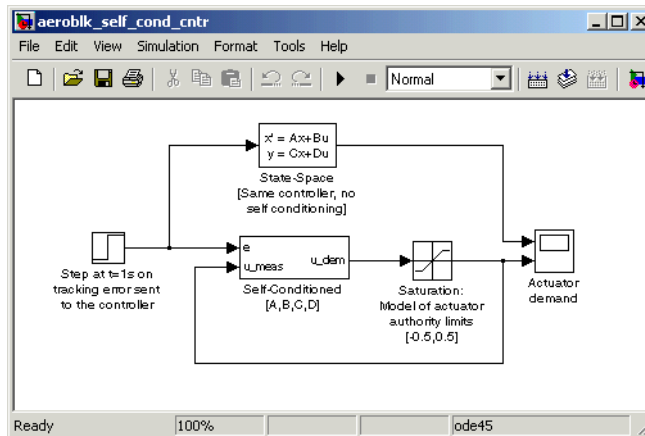 aeroblk_self_cond_cntr
File Edit View Simulation Format Tools Help
Normal
x' = Ax+Bu
y = Cx+Du
State-Space
[Same controller, no
self conditioning]
e
u_meas
u_dem
Step at t=1s on
tracking error sent
to the controller
Self-Conditioned
[A,B,C,D]
Saturation:
Model of actuator
authority limits
[-0.5,0.5]
Actuator
demand
Ready 100% ode45